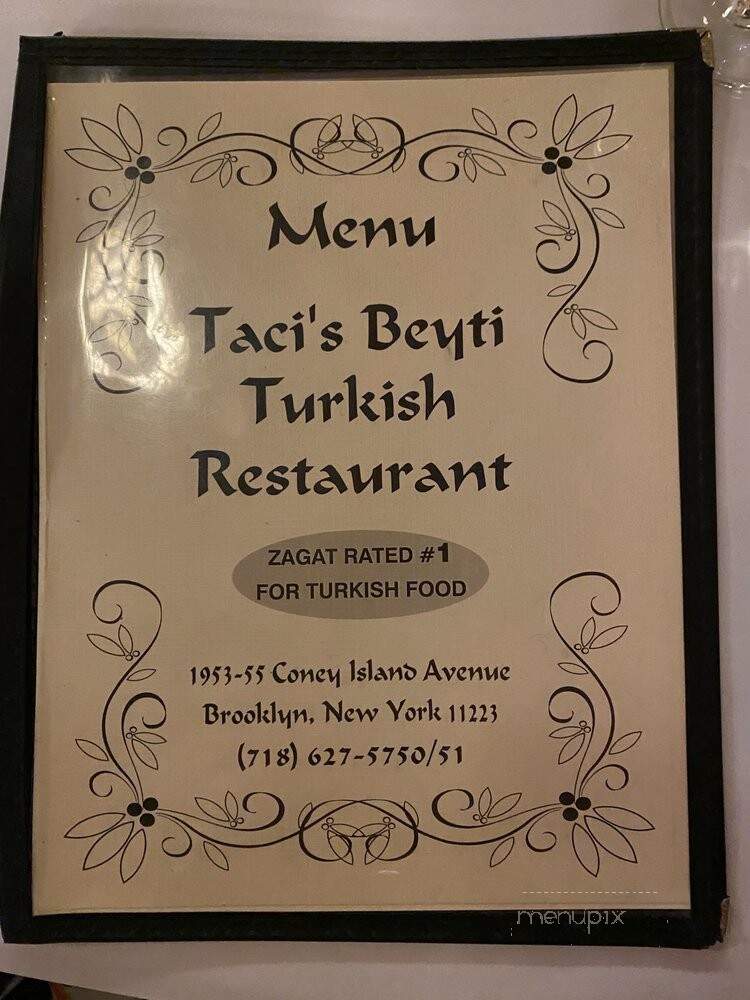 Menu
Taci's Beyti
Turkish
Restaurant
ZAGAT RATED #1
FOR TURKISH FOOD
1953-55 Coney Island Avenue
Brooklyn, New York 11223
(718) 627-5750/51
menupix